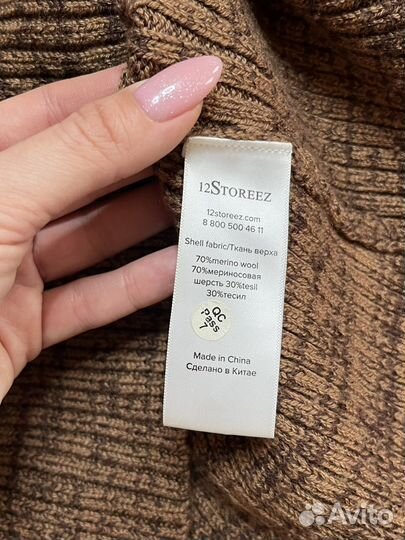 12STOREEZ
12storeez.com
8 800 500 46 11
Shell fabric/Ткань верха
70%merino wool
70%мериносовая
шерсть 30%tesil
30%тесил
QC
Pass
7
Made in China
Сделано в Китае
Avito